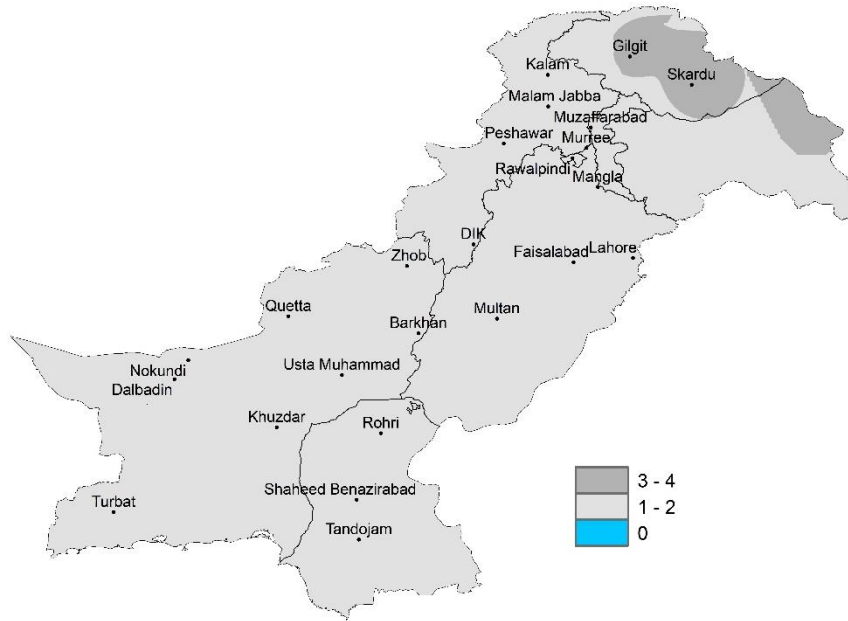 Gilgit
Kalam
Skardu
Malam Jabba
Muzaffarabad
Peshawar
Murree
Rawalpindi
Mangla
DIK
Zhob
Faisalabad
Lahore
Quetta
Multan
Barkhan
Nokundi
Usta Muhammad
Dalbadin
Khuzdar
Rohri
3 - 4
Turbat
Shaheed Benazirabad
1 - 2
Tandojam
0